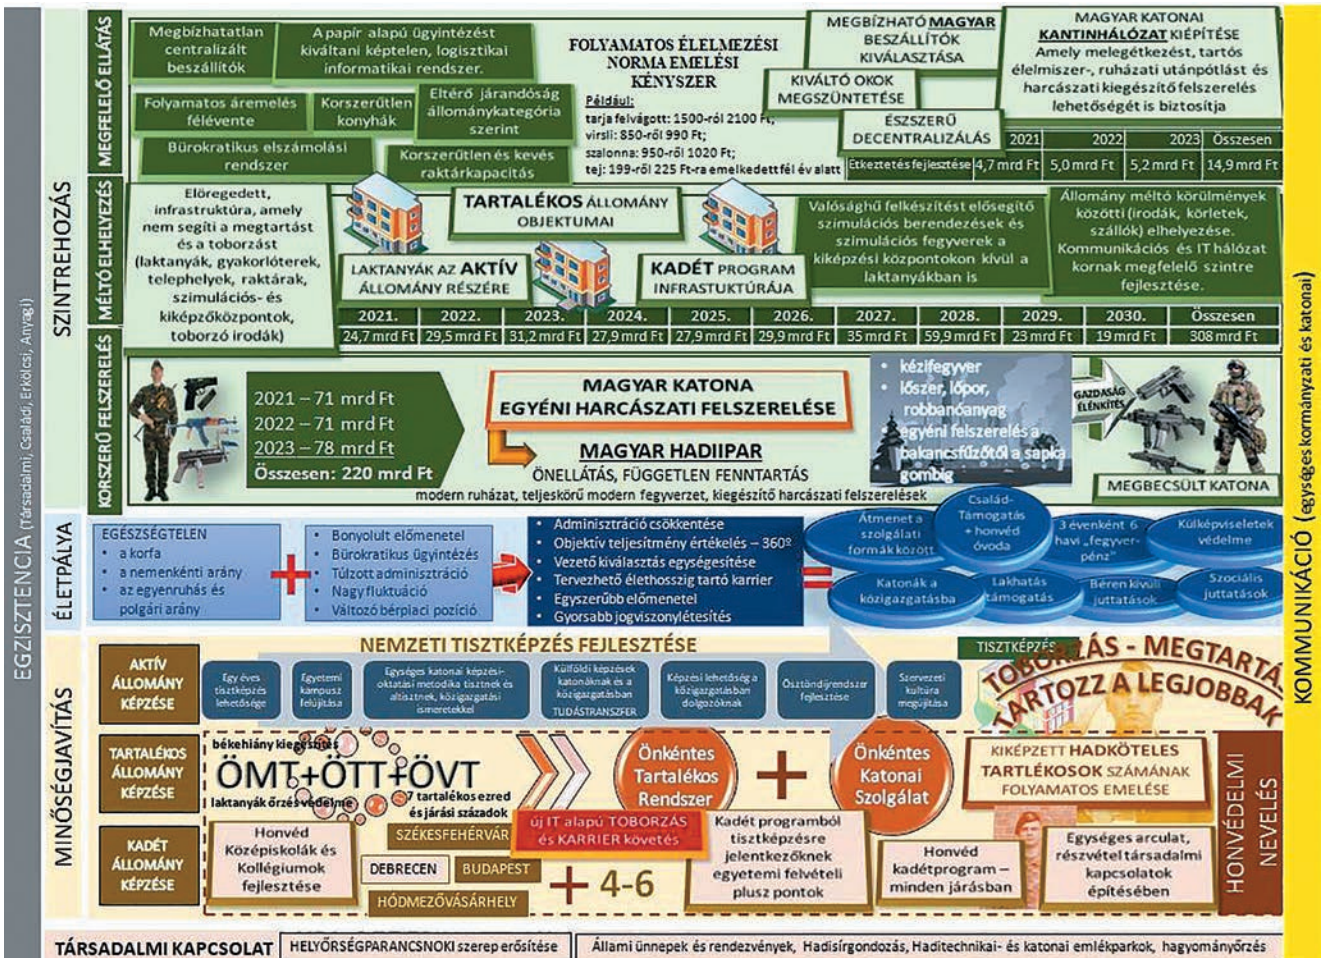 EGZISZTENCIA (Társadalmi, Családi, Erkölcsi, Anyagi)
SZINTREHOZÁS
MEGFELELŐ ELLÁTÁS
Megbízhatatlan
centralizált
beszállítók
A papír alapú ügyintézést
kiváltani képtelen, logisztikai
informatikai rendszer.
Folyamatos áremelés
félévente
Korszerűtlen
konyhák
Eltérő járandóság
állománykategória
szerint
Bürokratikus elszámolási
rendszer
Korszerűtlen és kevés
raktárkapacitás
FOLYAMATOS ÉLELMEZÉSI
NORMA EMELÉSI
KÉNYSZER
Például:
tarja felvágott: 1500-ról 2100 Ft;
virsli: 850-ről 990 Ft;
szalonna: 950-ről 1020 Ft;
tej: 199-ről 225 Ft-ra emelkedett fél év alatt
MEGBÍZHATÓ MAGYAR
BESZÁLLÍTÓK
KIVÁLASZTÁSA
KIVÁLTÓ OKOK
MEGSZÜNTETÉSE
ÉSZSZERŰ
DECENTRALIZÁLÁS
MAGYAR KATONAI
KANTINHÁLÓZAT KIÉPÍTÉSE
Amely melegétkezést, tartós
élelmiszer-, ruházati utánpótlást és
harcászati kiegészítő felszerelés
lehetőségét is biztosítja
2021 2022 2023 Összesen
Étkeztetés fejlesztése 4,7 mrd Ft 5,0 mrd Ft 5,2 mrd Ft 14,9 mrd Ft
MÉLTÓ ELHELYEZÉS
Elöregedett,
infrastruktúra, amely
nem segíti a megtartást
és a toborzást
(laktanyák, gyakorlóterek,
telephelyek, raktárak,
szimulációs- és
kiképzőközpontok,
toborzó irodák)
LAKTANYÁK AZ AKTÍV
ÁLLOMÁNY RÉSZÉRE
TARTALÉKOS ÁLLOMÁNY
OBJEKTUMAI
KADÉT PROGRAM
INFRASTUKTÚRÁJA
Valósághű felkészítést elősegítő
szimulációs berendezések és
szimulációs fegyverek a
kiképzési központokon kívül a
laktanyákban is
Állomány méltó körülmények
közötti (irodák, körletek,
szállók) elhelyezése.
Kommunikációs és IT hálózat
kornak megfelelő szintre
fejlesztése.
2021. 2022. 2023. 2024. 2025. 2026. 2027. 2028. 2029. 2030. Összesen
24,7 mrd Ft 29,5 mrd Ft 31,2 mrd Ft 27,9 mrd Ft 27,9 mrd Ft 29,9 mrd Ft 35 mrd Ft 59,9 mrd Ft 23 mrd Ft 19 mrd Ft 308 mrd Ft
KORSZERŰ FELSZERELÉS
2021 – 71 mrd Ft
2022 – 71 mrd Ft
2023 – 78 mrd Ft
Összesen: 220 mrd Ft
MAGYAR KATONA
EGYÉNI HARCÁSZATI FELSZERELÉSE
MAGYAR HADIIPAR
ÖNELLÁTÁS, FÜGGETLEN FENNTARTÁS
modern ruházat, teljeskörű modern fegyverzet, kiegészítő harcászati felszerelések
• kézifegyver
• lőszer, lőpor,
robbanóanyag
egyéni felszerelés a
bakancsfűzőtől a sapka
gombig
GAZDASÁG
ÉLÉNKÍTÉS
MEGBECSÜLT KATONA
ÉLETPÁLYA
EGÉSZSÉGTELEN
• a korfa
• a nemenkénti arány
• az egyenruhás és
polgári arány
• Bonyolult előmenetel
• Bürokratikus ügyintézés
• Túlzott adminisztráció
• Nagy fluktuáció
• Változó bérpiaci pozíció
• Adminisztráció csökkentése
• Objektív teljesítmény értékelés – 360º
• Vezető kiválasztás egységesítése
• Tervezhető élethosszig tartó karrier
• Egyszerűbb előmenetel
• Gyorsabb jogviszonylétesítés
Átmenet a
szolgálati
formák között
Család-
Támogatás
+ honvéd
óvoda
3 évenként 6
havi „fegyver-
pénz”
Külképviseletek
védelme
Katonák a
közigazgatásba
Lakhatás
támogatás
Béren kívüli
juttatások
Szociális
juttatások
MINŐSÉGJAVÍTÁS
NEMZETI TISZTKÉPZÉS FEJLESZTÉSE
AKTÍV
ÁLLOMÁNY
KÉPZÉSE
Egy éves
tisztképzés
lehetősége
Egyetemi
kampusz
felújítása
Egységes katonai képzési-
oktatási metodika tisztnek és
altisztnek, közigazgatási
ismeretekkel
Külföldi képzések
katonáknak és a
közigazgatásban
TUDÁSTRANSZFER
Képzési lehetőség a
közigazgatásban
dolgozóknak
Ösztöndíjrendszer
fejlesztése
Szervezeti
kultúra
megújítása
TISZTKÉPZÉS
TOBORZÁS - MEGTARTÁS
TARTOZZ A LEGJOBBAK
TARTALÉKOS
ÁLLOMÁNY
KÉPZÉSE
békehiány kiegészítés
ÖMT+ÖTT+ÖVT
laktanyák őrzés védelme
7 tartalékos ezred
és járási századok
Önkéntes
Tartalékos
Rendszer
+
Önkéntes
Katonai
Szolgálat
KIKÉPZETT HADKÖTELES
TARTLÉKOSOK SZÁMÁNAK
FOLYAMATOS EMELÉSE
KADÉT
ÁLLOMÁNY
KÉPZÉSE
Honvéd
Középiskolák és
Kollégiumok
fejlesztése
SZÉKESFEHÉRVÁR
DEBRECEN
BUDAPEST
HÓDMEZŐVÁSÁRHELY
új IT alapú TOBORZÁS
és KARRIER követés
+ 4-6
Kadét programból
tisztképzésre
jelentkezőknek
egyetemi felvételi
plusz pontok
Honvéd
kadétprogram –
minden járásban
Egységes arculat,
részvétel társadalmi
kapcsolatok
építésében
HONVÉDELMI
NEVELÉS
TÁRSADALMI KAPCSOLAT
HELYŐRSÉGPARANCSNOKI szerep erősítése
Állami ünnepek és rendezvények, Hadisírgondozás, Haditechnikai- és katonai emlékparkok, hagyományőrzés
KOMMUNIKÁCIÓ (egységes kormányzati és katonai)